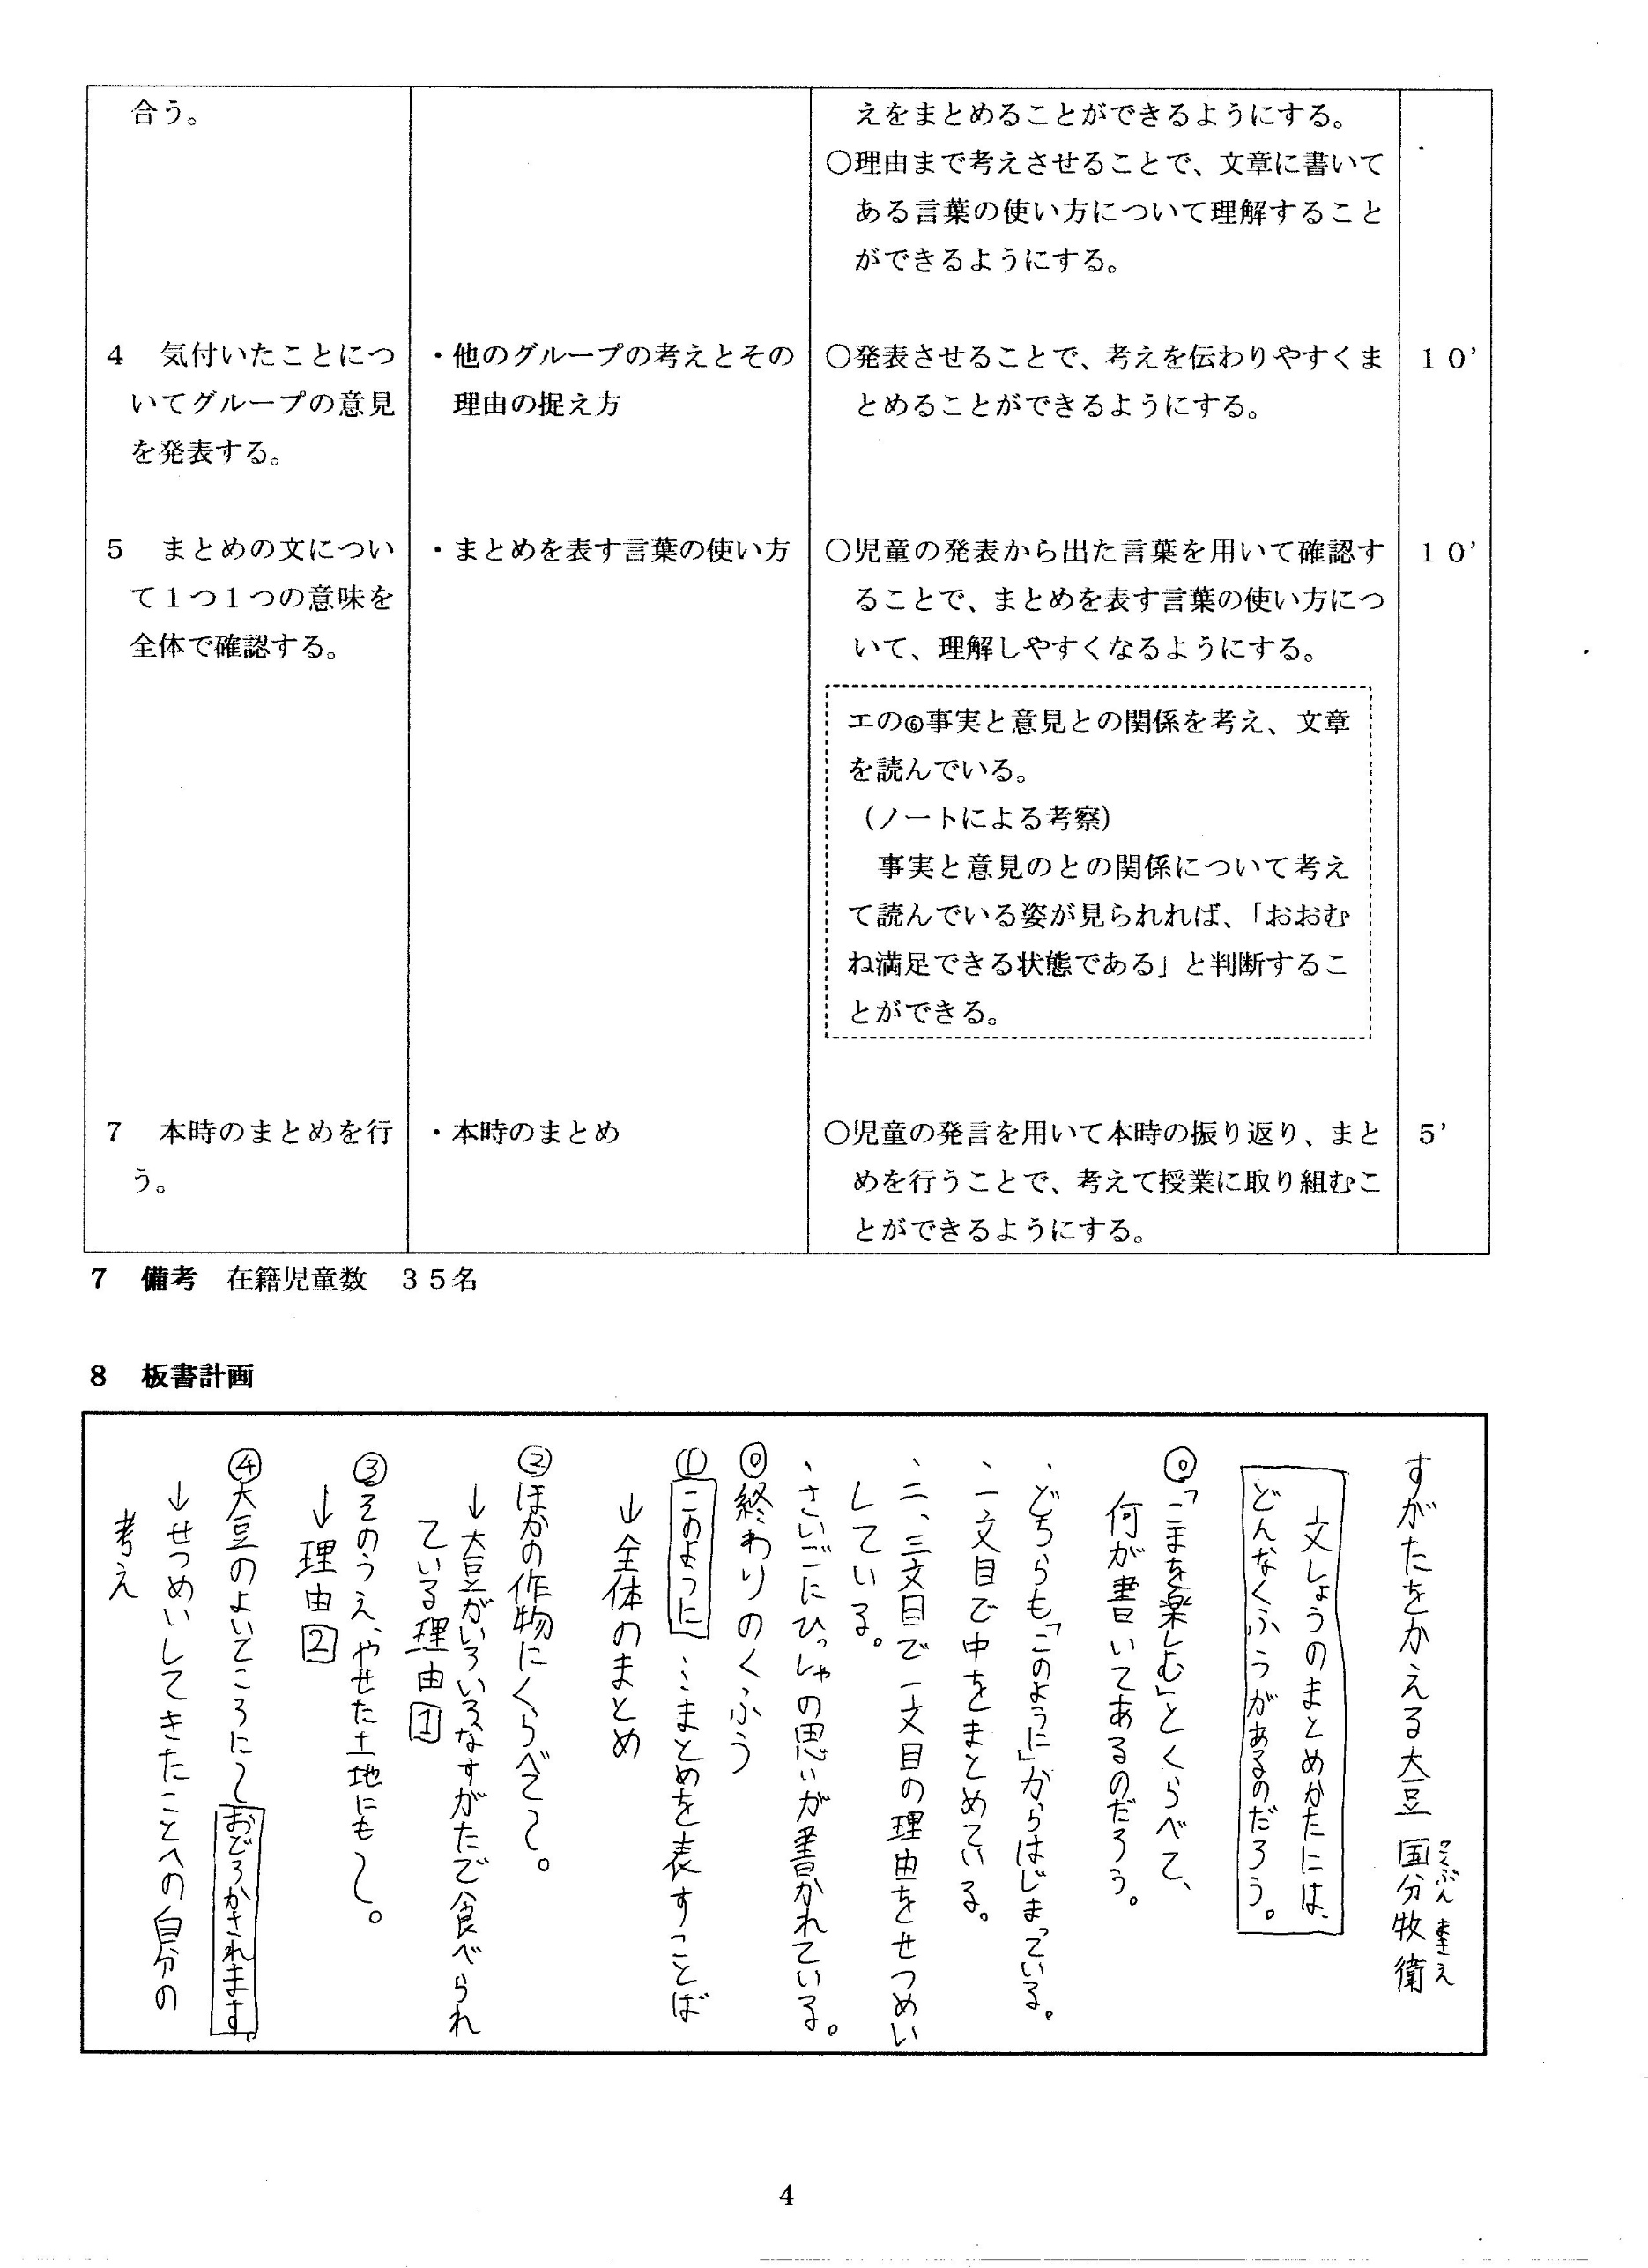 合う。
えをまとめることができるようにする。
○理由まで考えさせることで、文章に書いて
ある言葉の使い方について理解すること
ができるようにする。
4　気付いたことにつ
いてグループの意見
を発表する。
・他のグループの考えとその
理由の捉え方
○発表させることで、考えを伝わりやすくま
とめることができるようにする。
１０’
5　まとめの文につい
て１つ１つの意味を
全体で確認する。
・まとめを表す言葉の使い方
○児童の発表から出た言葉を用いて確認す
ることで、まとめを表す言葉の使い方につ
いて、理解しやすくなるようにする。
１０’
エの⑥事実と意見との関係を考え、文章
を読んでいる。
（ノートによる考察）
事実と意見のとの関係について考え
て読んでいる姿が見られれば、「おおむ
ね満足できる状態である」と判断するこ
とができる。
7　本時のまとめを行
う。
・本時のまとめ
○児童の発言を用いて本時の振り返り、まと
めを行うことで、考えて授業に取り組むこ
とができるようにする。
５’
7　備考　在籍児童数　３５名
8　板書計画
すがたをかえる大豆　国分牧衛
こくぶん　まきえ
文しょうのまとめかたには、
どんなくふうがあるのだろう。
◎「こまを楽しむ」とくらべて、
何が書いてあるのだろう。
・どちらも「このように」からはじまっている。
、一文目で中をまとめている。
、二、三文目で一文目の理由をせつめい
している。
、さいごにひっしゃの思いが書かれている。
◎終わりのくふう
①このように…まとめを表すことば
↓全体のまとめ
②ほかの作物にくらべて～。
↓大豆がいろいろなすがたで食べられ
ている理由1
③そのうえ、やせた土地にも～。
↓理由2
④大豆のよいところに～おどろかされます。
↓せつめいしてきたことへの自分の
考え
4